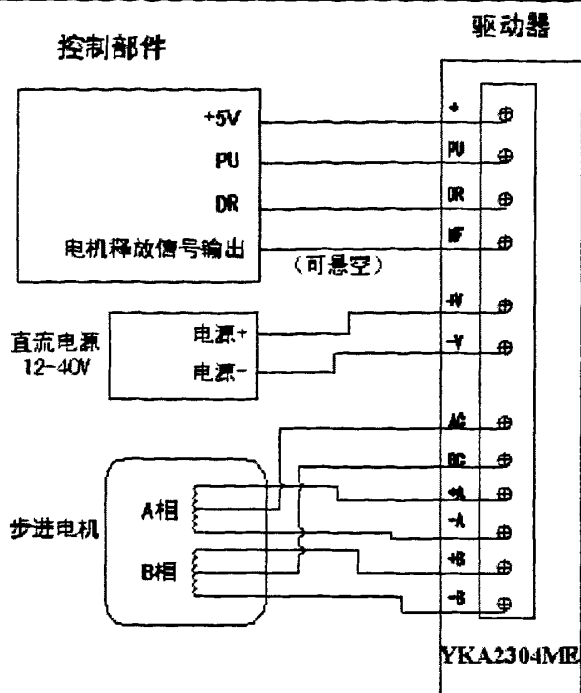 驱动器
控制部件
+5V
PU
DR
电机释放信号输出
(可悬空)
+
PU
DR
MF
+V
-V
直流电源
12-40V
电源+
电源-
AC
BC
+A
-A
+B
-B
步进电机
A相
B相
YKA2304ME